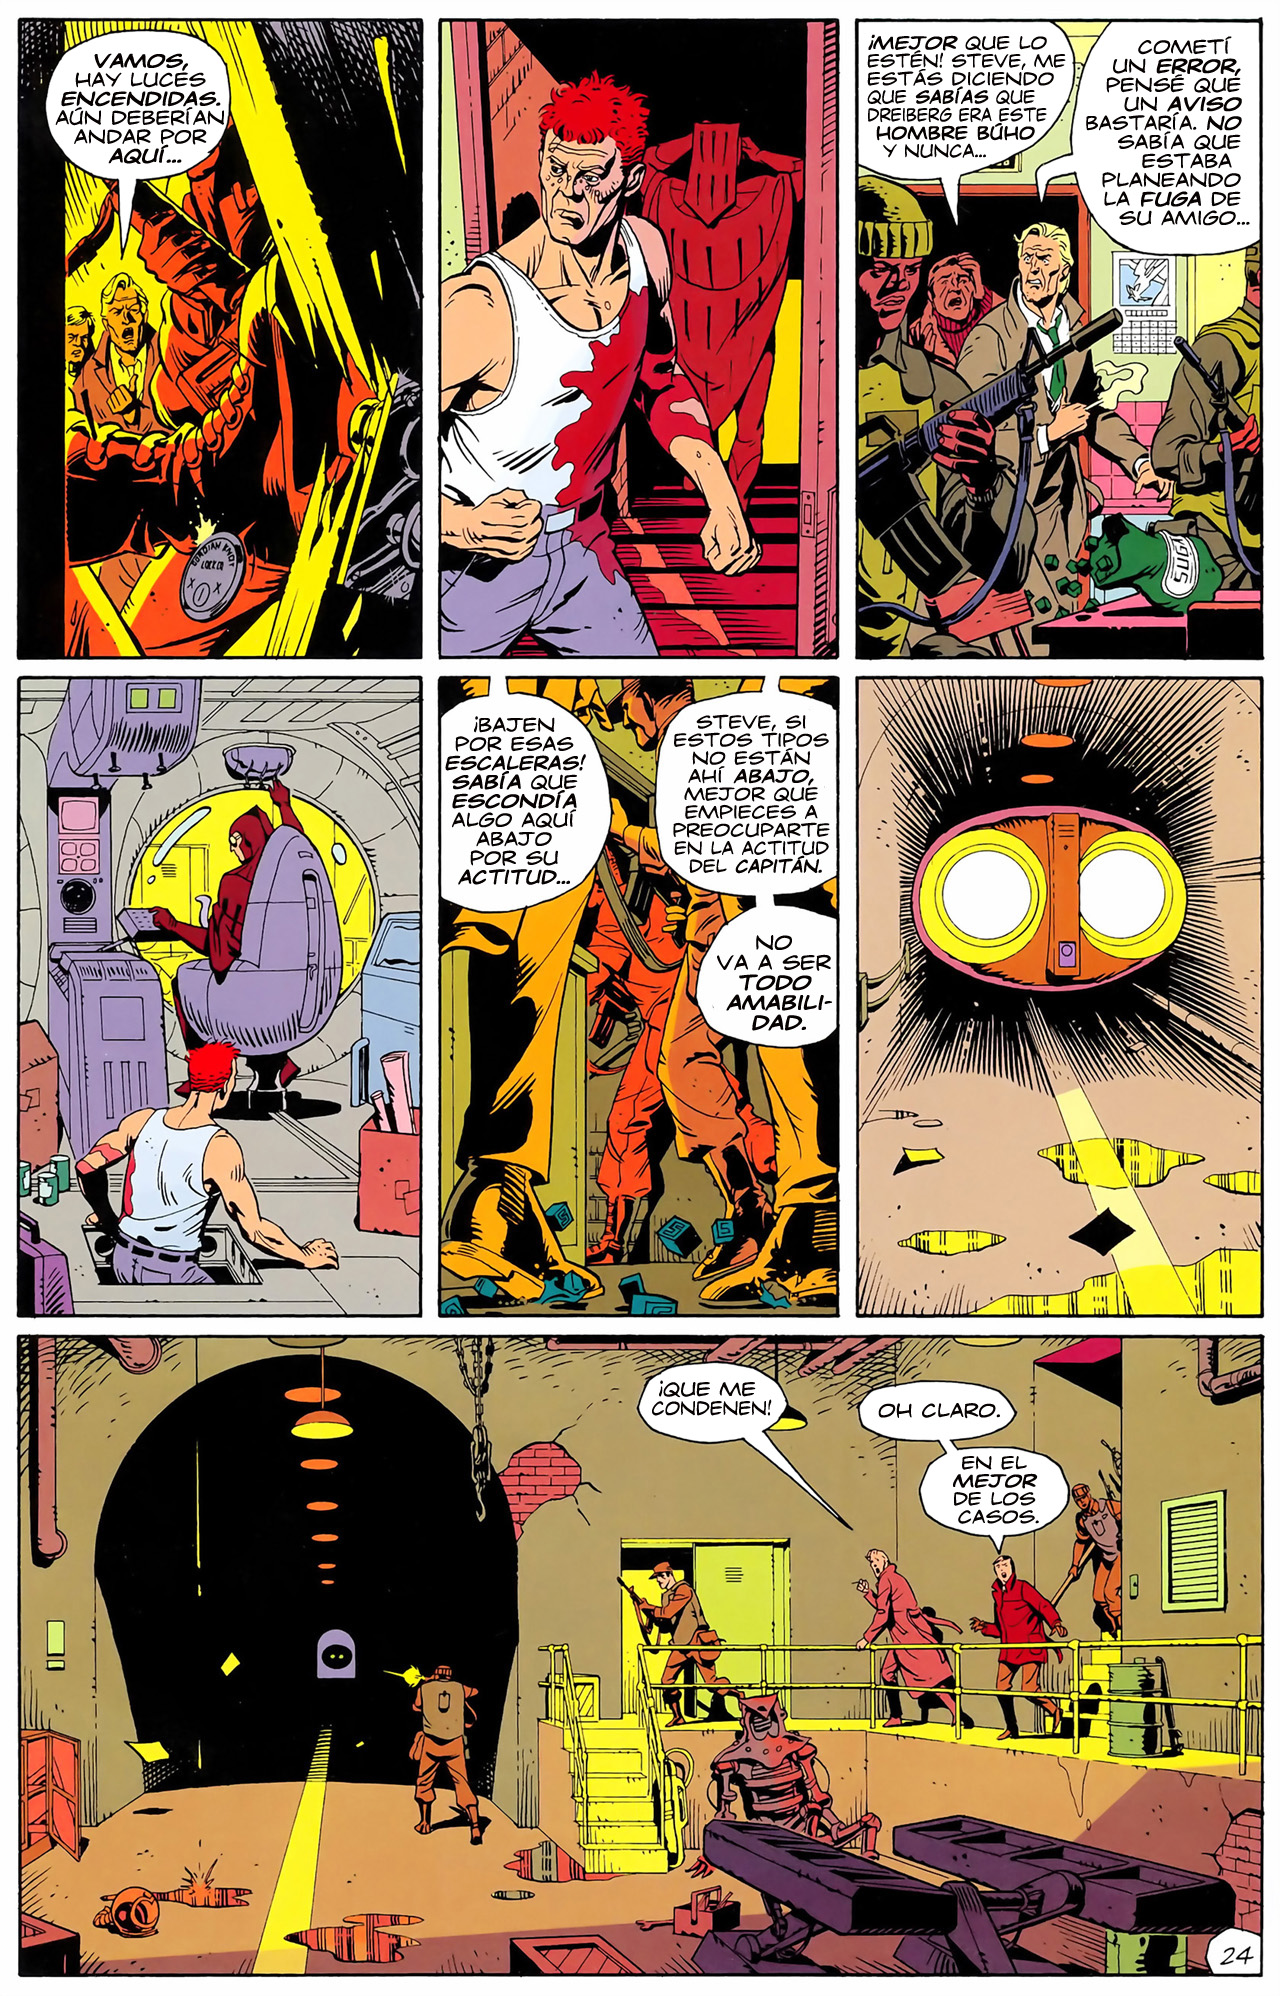 VAMOS,
HAY LUCES
ENCENDIDAS.
AÚN DEBERÍAN
ANDAR POR
AQUÍ...
GORDIAN KNOT
LOCK CO
¡MEJOR QUE LO
ESTÉN! STEVE, ME
ESTÁS DICIENDO
QUE SABÍAS QUE
DREIBERG ERA ESTE
HOMBRE BÚHO
Y NUNCA...
COMETÍ
UN ERROR,
PENSÉ QUE
UN AVISO
BASTARÍA. NO
SABÍA QUE
ESTABA
PLANEANDO
LA FUGA DE
SU AMIGO...
¡BAJEN
POR ESAS
ESCALERAS!
SABÍA QUE
ESCONDÍA
ALGO AQUÍ
ABAJO
POR SU
ACTITUD...
STEVE, SI
ESTOS TIPOS
NO ESTÁN
AHÍ ABAJO,
MEJOR QUE
EMPIECES A
PREOCUPARTE
EN LA ACTITUD
DEL CAPITÁN.
NO
VA A SER
TODO
AMABILI-
DAD.
¡QUE ME
CONDENEN!
OH CLARO.
EN EL
MEJOR
DE LOS
CASOS.
24